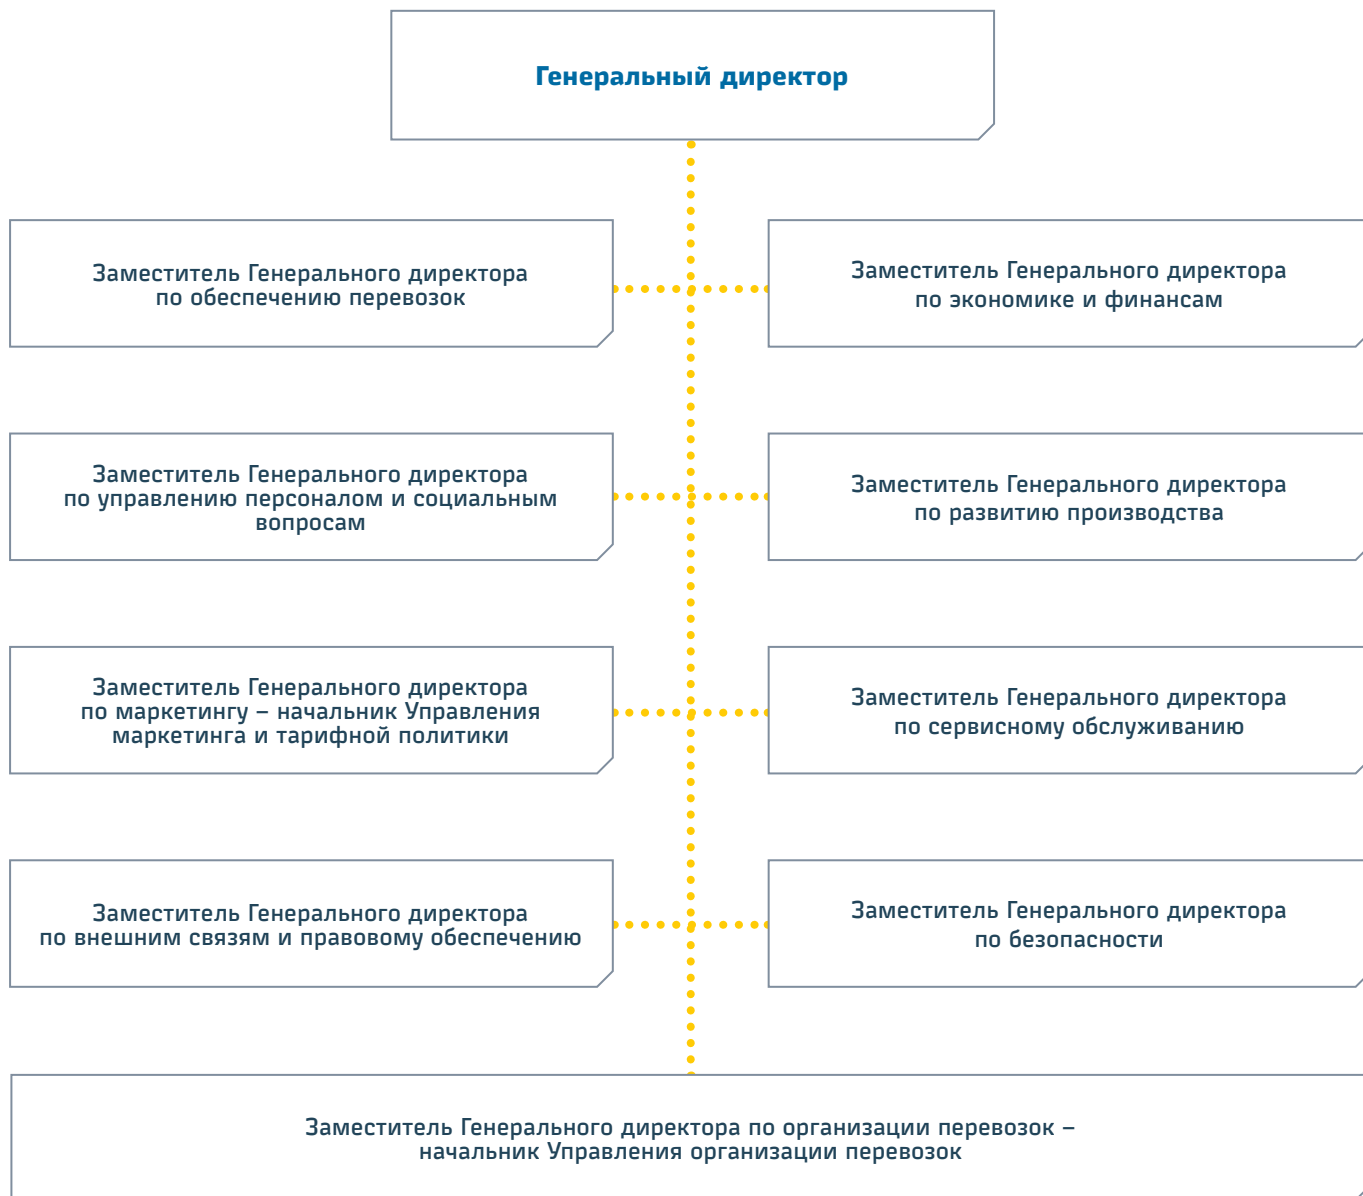 Генеральный директор
Заместитель Генерального директора
по обеспечению перевозок
Заместитель Генерального директора
по экономике и финансам
Заместитель Генерального директора
по управлению персоналом и социальным
вопросам
Заместитель Генерального директора
по развитию производства
Заместитель Генерального директора
по маркетингу – начальник Управления
маркетинга и тарифной политики
Заместитель Генерального директора
по сервисному обслуживанию
Заместитель Генерального директора
по внешним связям и правовому обеспечению
Заместитель Генерального директора
по безопасности
Заместитель Генерального директора по организации перевозок –
начальник Управления организации перевозок